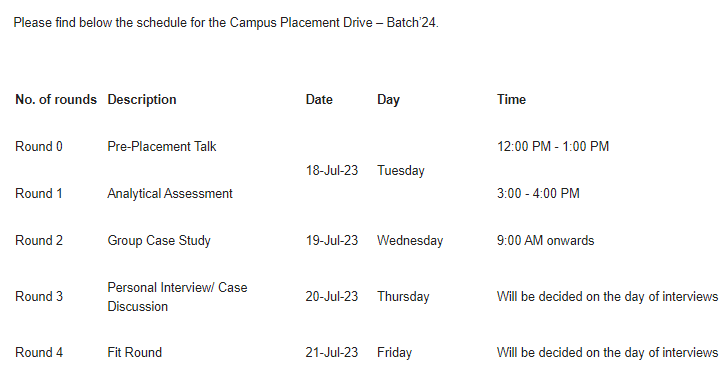 Please find below the schedule for the Campus Placement Drive – Batch’24.
No. of rounds Description Date Day Time
Round 0 Pre-Placement Talk 12:00 PM - 1:00 PM
18-Jul-23 Tuesday
Round 1 Analytical Assessment 3:00 - 4:00 PM
Round 2 Group Case Study 19-Jul-23 Wednesday 9:00 AM onwards
Personal Interview/ Case
Round 3 20-Jul-23 Thursday Will be decided on the day of interviews
Discussion
Round 4 Fit Round 21-Jul-23 Friday Will be decided on the day of interviews